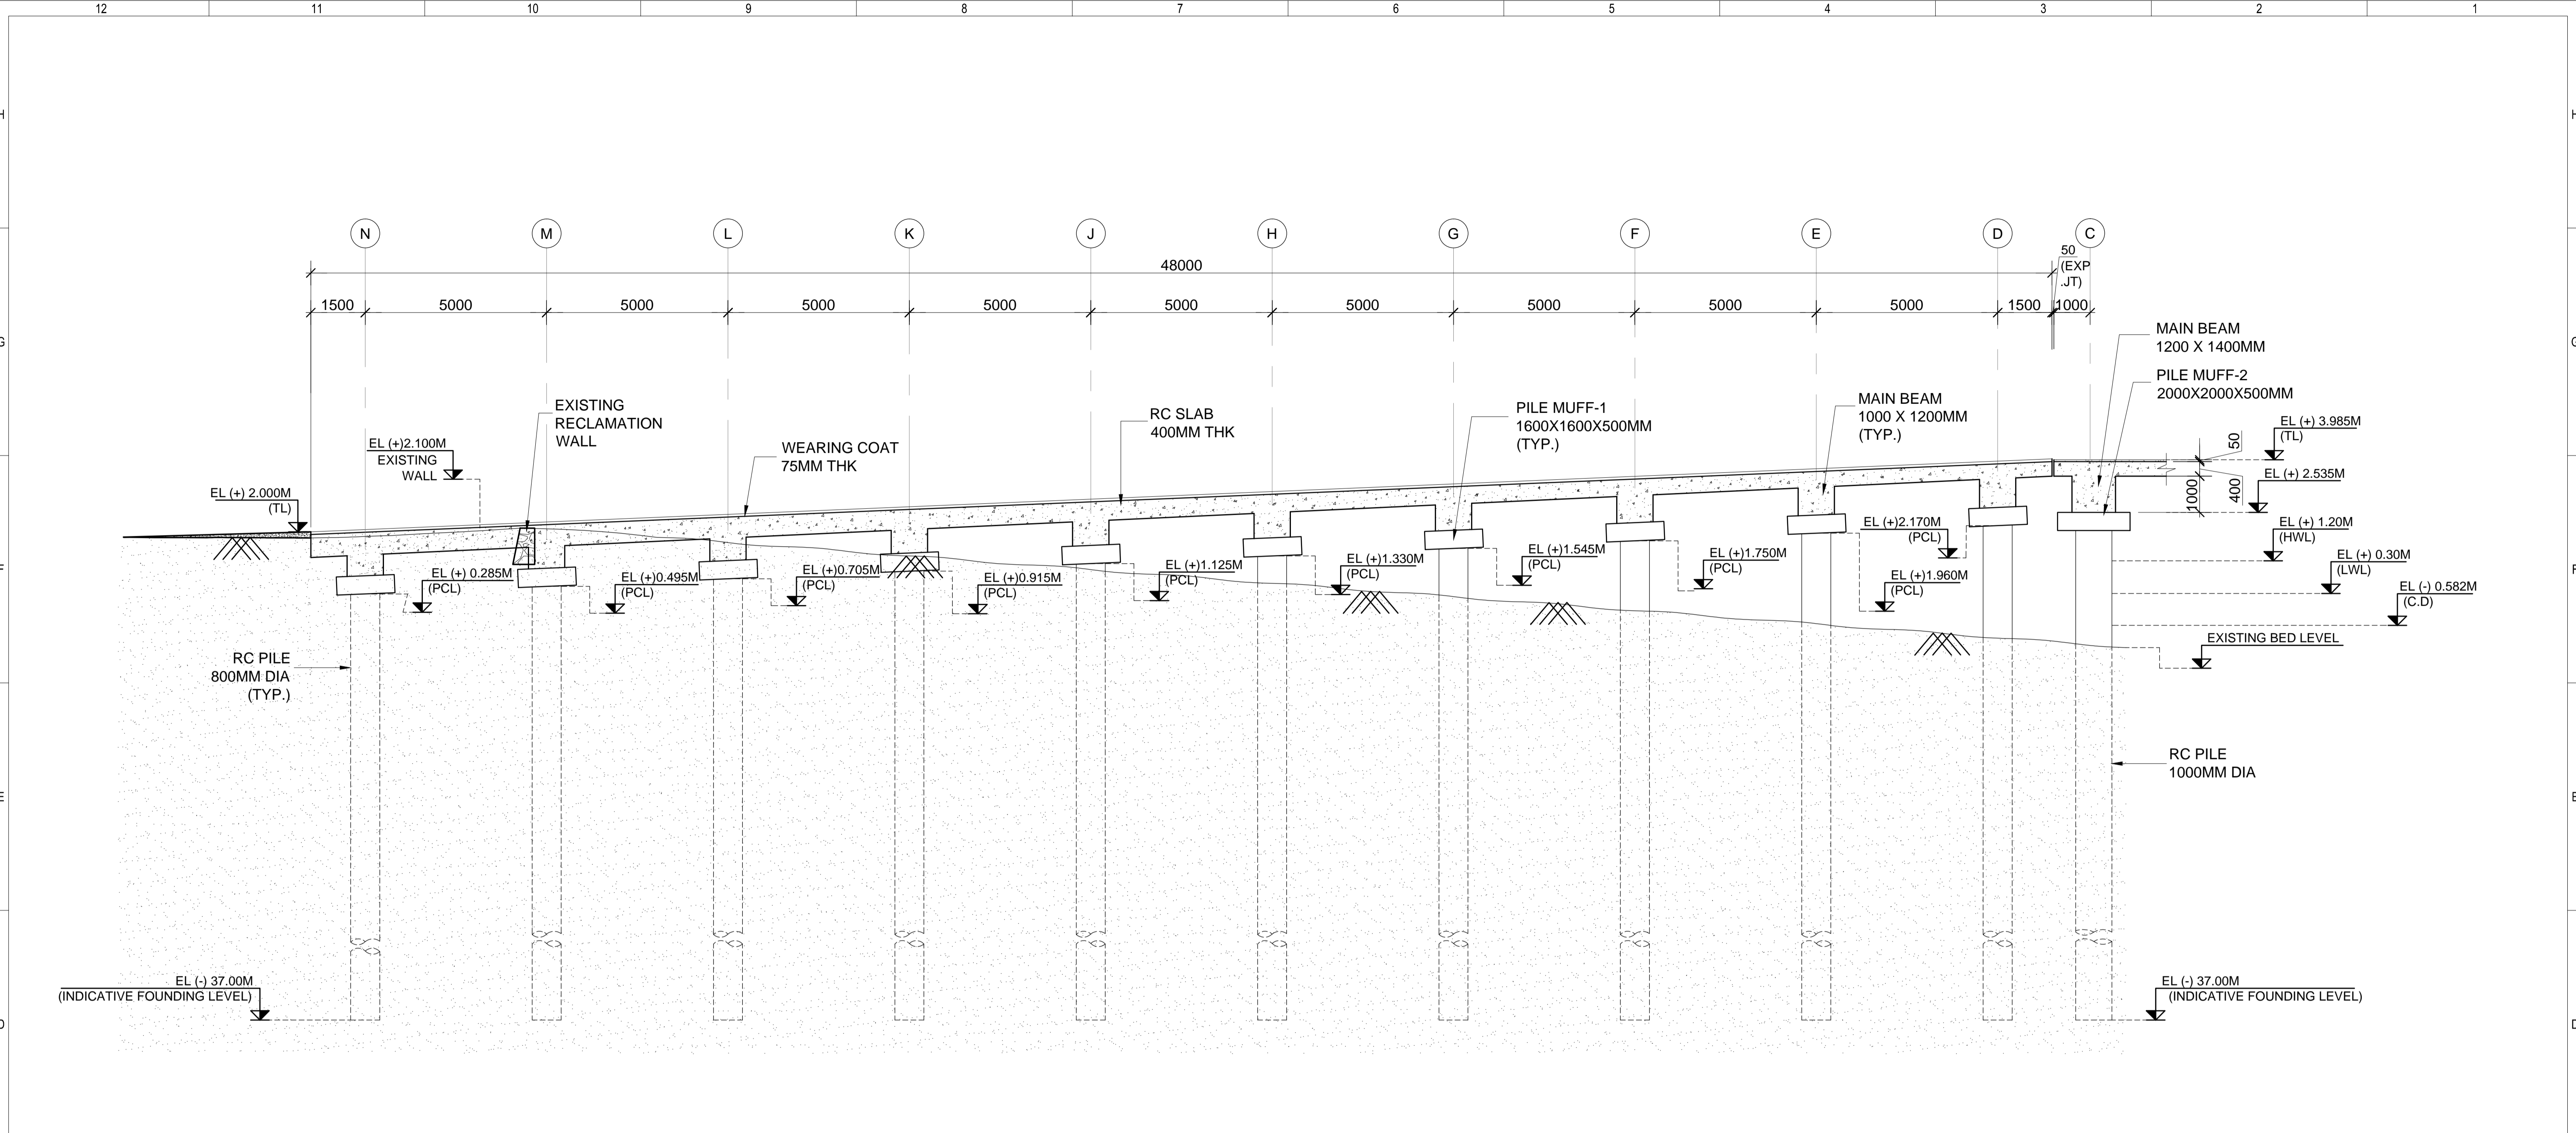 12 11 10 9 8 7 6 5 4 3 2 1
H
H
N M L K J H G F E D C
48000
50
(EXP
.JT)
1500 5000 5000 5000 5000 5000 5000 5000 5000 5000 1500 1000
G
G
MAIN BEAM
1200 X 1400MM
PILE MUFF-2
2000X2000X500MM
EXISTING
RECLAMATION
WALL
EL (+)2.100M
EXISTING
WALL
WEARING COAT
75MM THK
RC SLAB
400MM THK
PILE MUFF-1
1600X1600X500MM
(TYP.)
MAIN BEAM
1000 X 1200MM
(TYP.)
EL (+) 3.985M
(TL)
50
400
1000
EL (+) 2.535M
EL (+) 2.000M
(TL)
EL (+) 1.20M
(HWL)
EL (+) 0.30M
(LWL)
EL (-) 0.582M
(C.D)
EXISTING BED LEVEL
F
F
EL (+) 0.285M
(PCL)
EL (+)0.495M
(PCL)
EL (+)0.705M
(PCL)
EL (+)0.915M
(PCL)
EL (+)1.125M
(PCL)
EL (+)1.330M
(PCL)
EL (+)1.545M
(PCL)
EL (+)1.750M
(PCL)
EL (+)1.960M
(PCL)
EL (+)2.170M
(PCL)
RC PILE
800MM DIA
(TYP.)
RC PILE
1000MM DIA
E
E
EL (-) 37.00M
(INDICATIVE FOUNDING LEVEL)
EL (-) 37.00M
(INDICATIVE FOUNDING LEVEL)
D
D